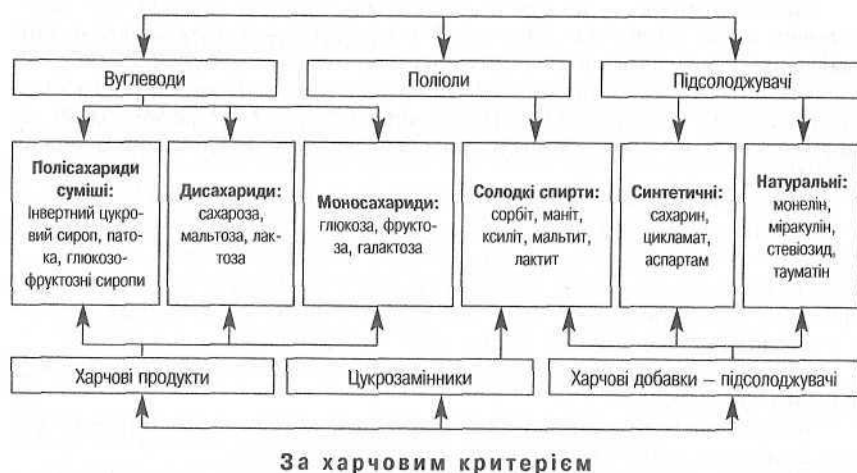 Вуглеводи
Поліоли
Підсолоджувачі
Полісахариди
суміші:
Інвертний цукро-
вий сироп, пато-
ка, глюкозо-
фруктозні сиропи
Дисахариди:
сахароза,
мальтоза, лак-
тоза
Моносахариди:
глюкоза, фрукто-
за, галактоза
Солодкі спирти:
сорбіт, маніт,
ксиліт, мальтит,
лактит
Синтетичні:
сахарин,
цикламат,
аспартам
Натуральні:
монелін,
міракулін,
стевіозид,
тауматін
Харчові продукти
Цукрозамінники
Харчові добавки – підсолоджувачі
За харчовим критерієм